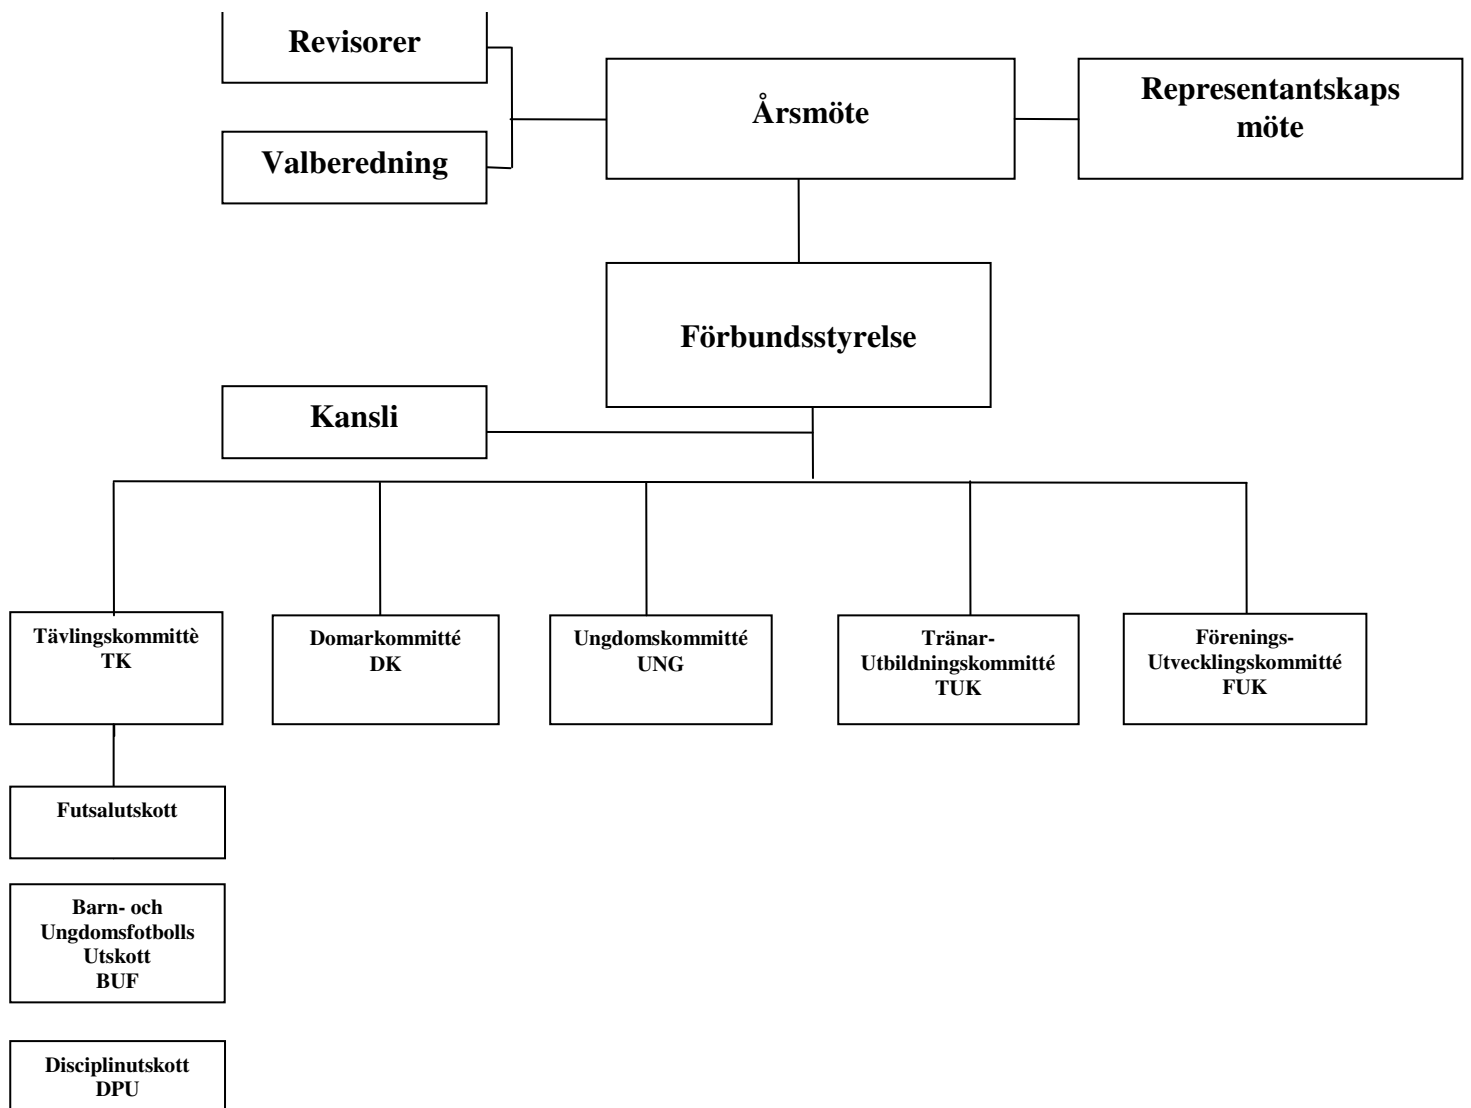 Revisorer
Årsmöte
Representantskaps
möte
Valberedning
Förbundsstyrelse
Kansli
Tävlingskommittè
TK
Domarkommitté
DK
Ungdomskommitté
UNG
Tränar-
Utbildningskommitté
TUK
Förenings-
Utvecklingskommitté
FUK
Futsalutskott
Barn- och
Ungdomsfotbolls
Utskott
BUF
Disciplinutskott
DPU